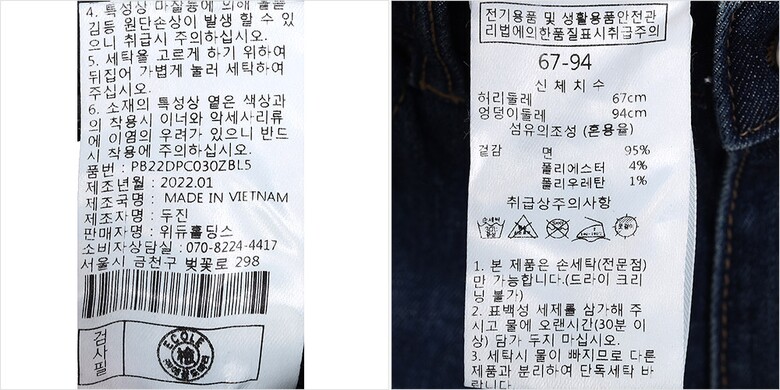 4. 특성상 마찰등에 의해 올뜯
김등 원단손상이 발생 할 수 있
으니 취급시 주의하십시오.
5. 세탁을 고르게 하기 위하여
뒤집어 가볍게 눌러 세탁하여
주십시오.
6. 소재의 특성상 옅은 색상과
의 착용시 이너와 악세사리류
에 이염의 우려가 있으니 반드
시 착용에 주의하십시오.
품번 : PB22DPC030ZBL5
제조년월 : 2022.01
제조국명 : MADE IN VIETNAM
제조자명 : 두진
판매자명 : 위듀홀딩스
소비자상담실 : 070-8224-4417
서울시 금천구 벚꽃로 298
검사필
ECOLE
전기용품 및 생활용품안전관
리법에의한품질표시취급주의
67-94
신체치수
허리둘레 67cm
엉덩이둘레 94cm
섬유의조성 (혼용율)
겉감 면 95%
폴리에스터 4%
폴리우레탄 1%
취급상주의사항
1. 본 제품은 손세탁(전문점)
만 가능합니다.(드라이 크리
닝 불가)
2. 표백성 세제를 삼가해 주
시고 물에 오랜시간(30분 이
상) 담가 두지 마십시오.
3. 세탁시 물이 빠지므로 다른
제품과 분리하여 단독세탁 바
랍니다.